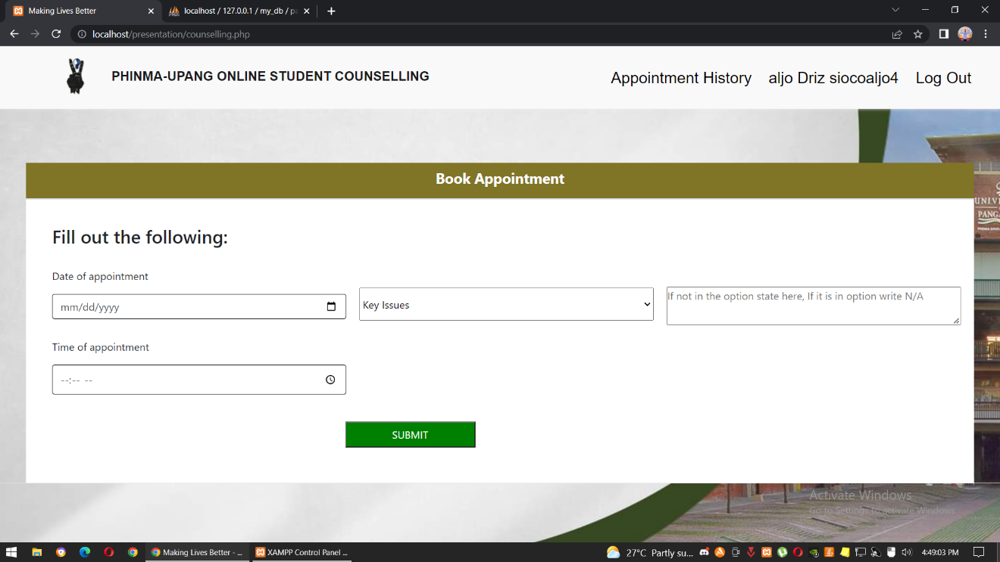 Making Lives Better
localhost / 127.0.0.1 / my_db / pa
localhost/presentation/counselling.php
PHINMA-UPANG ONLINE STUDENT COUNSELLING
Appointment History
aljo Driz siocoaljo4
Log Out
Book Appointment
Fill out the following:
Date of appointment
mm/dd/yyyy
Key Issues
If not in the option state here, If it is in option write N/A
Time of appointment
--:-- --
SUBMIT
UNIV
PANG
Activate Windows
Go to Settings to activate Windows.
Making Lives Better - ...
XAMPP Control Panel ...
27°C Partly su...
4:49:03 PM